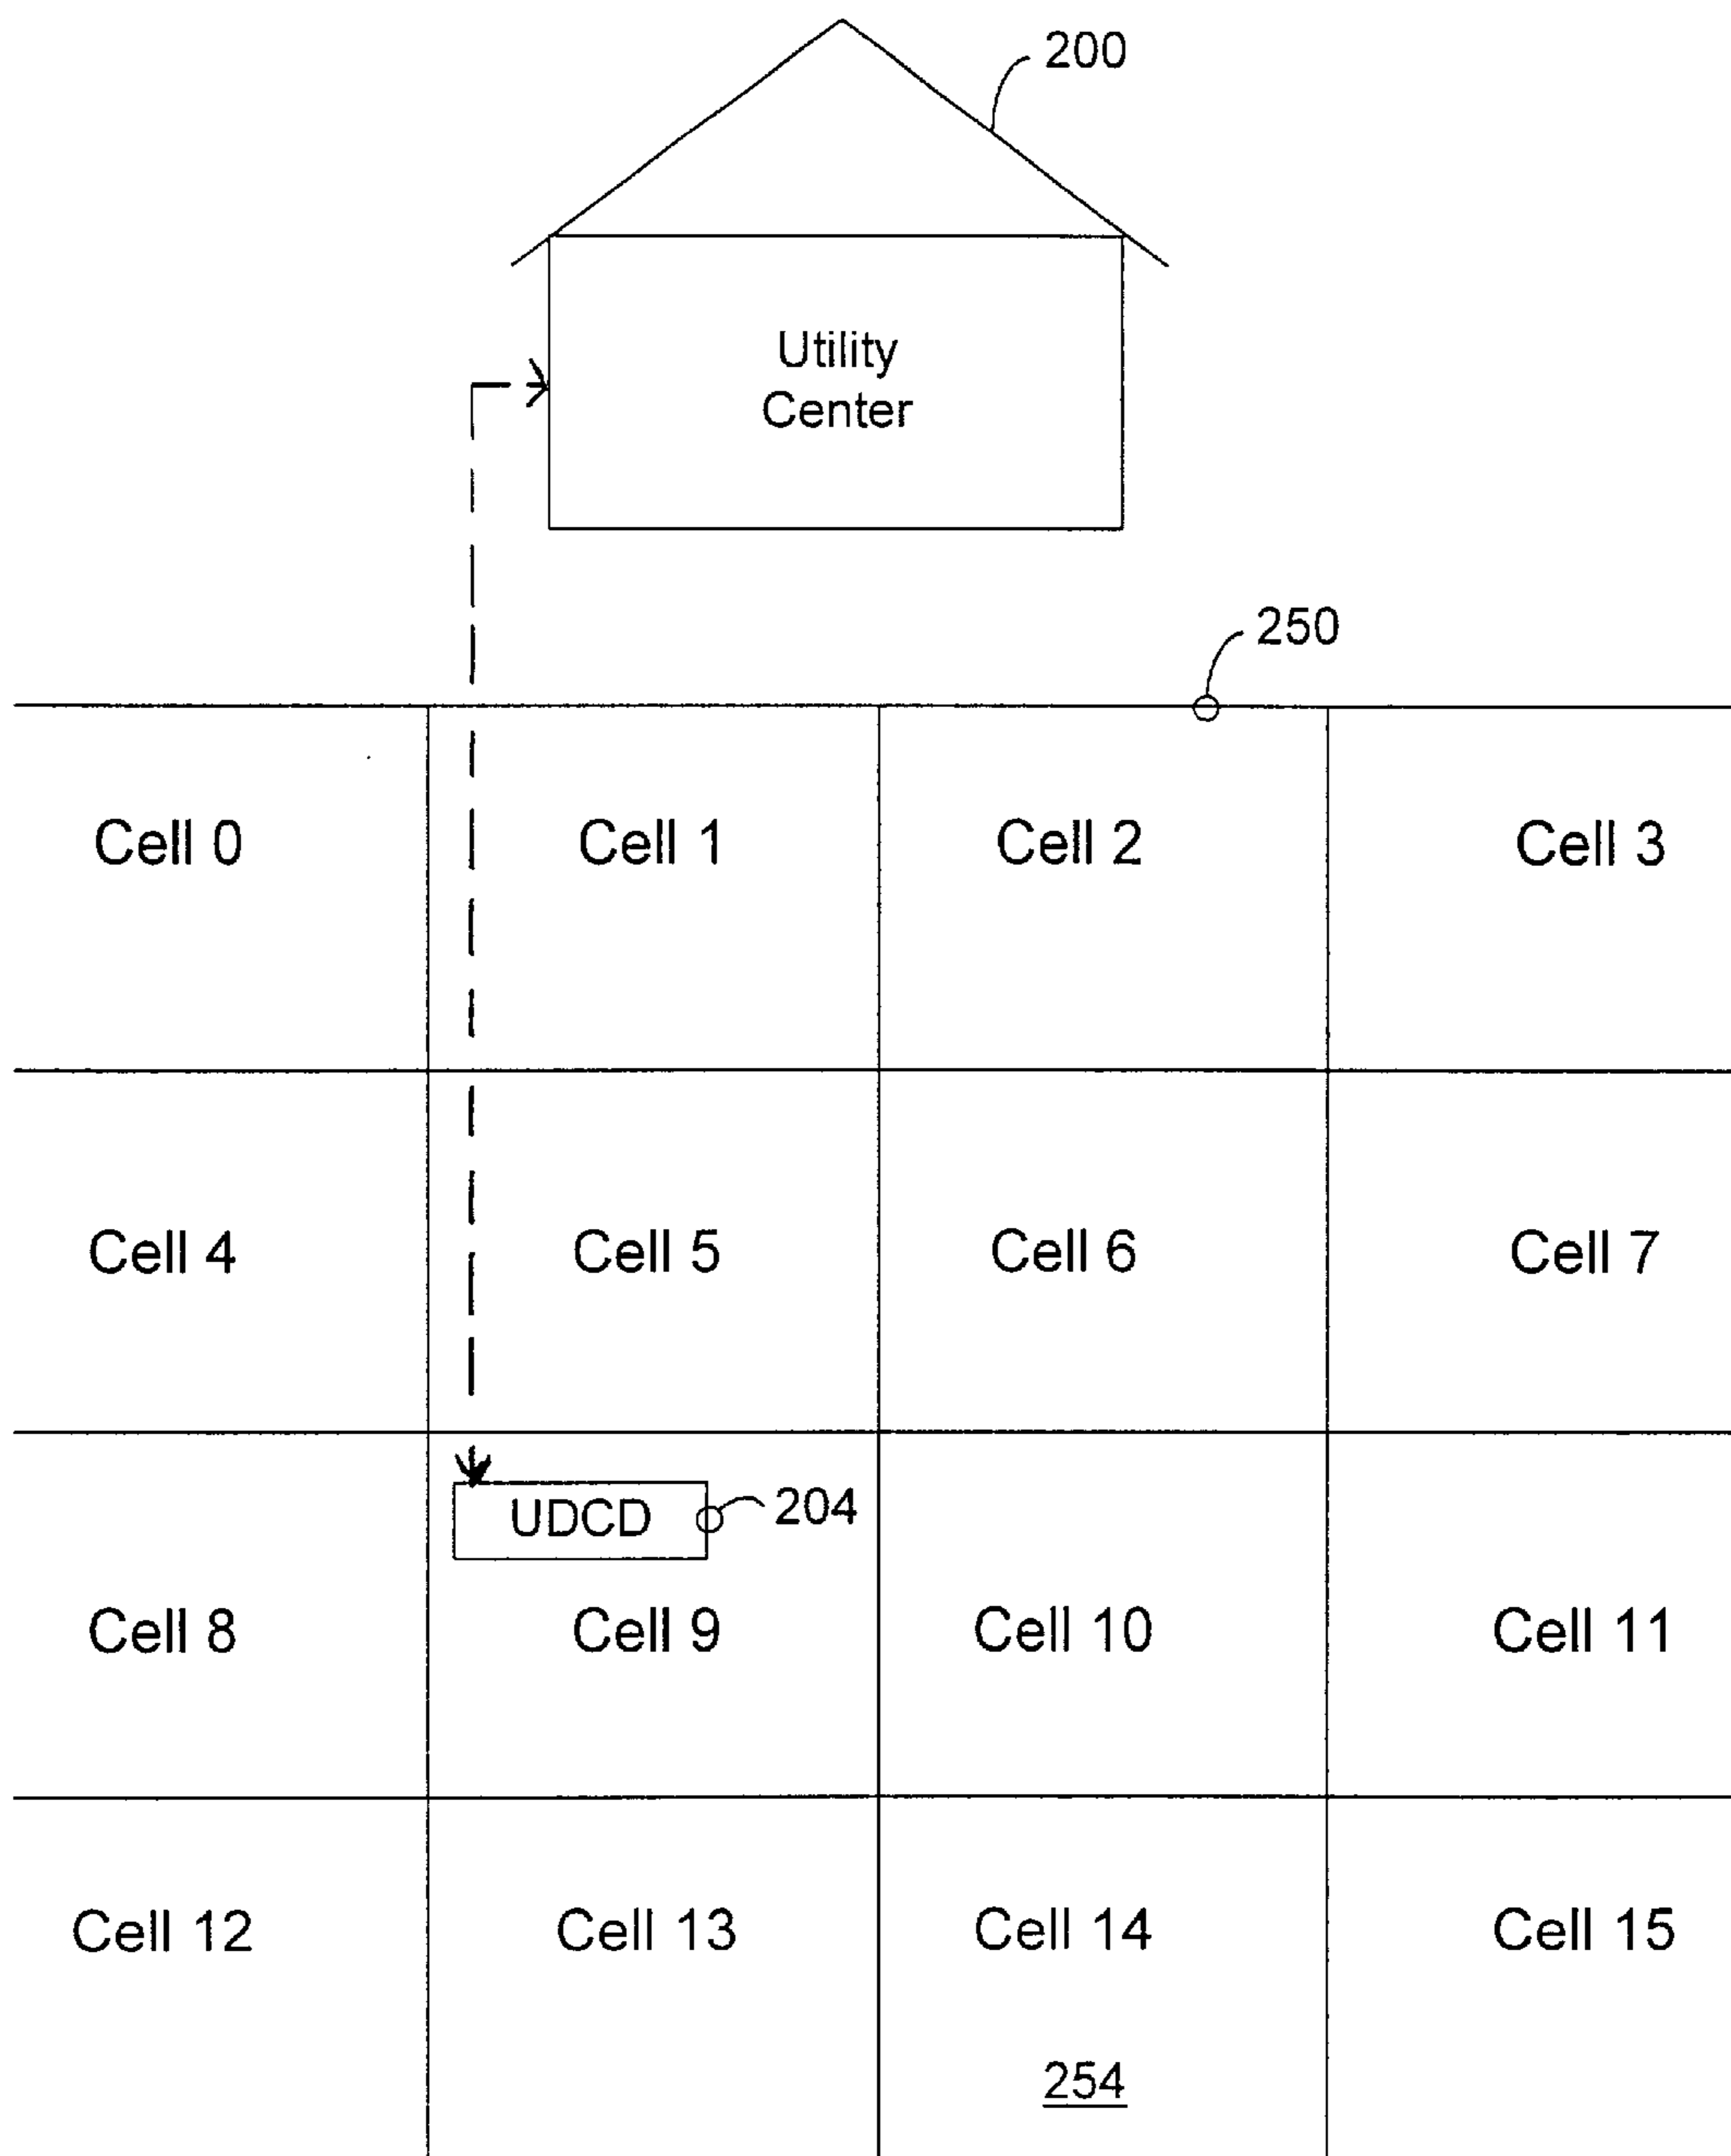 200
Utility
Center
250
Cell 0
Cell 1
Cell 2
Cell 3
Cell 4
Cell 5
Cell 6
Cell 7
UDCD
204
Cell 8
Cell 9
Cell 10
Cell 11
Cell 12
Cell 13
Cell 14
Cell 15
254